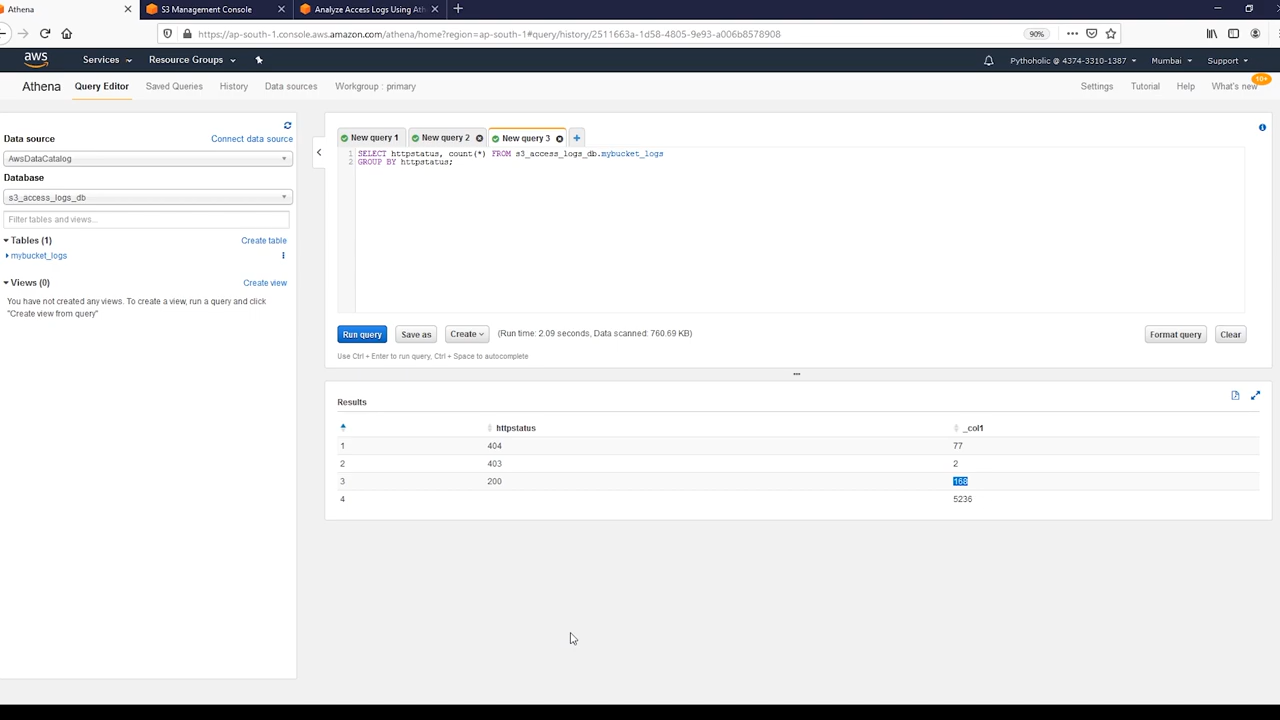 Athena
S3 Management Console
Analyze Access Logs Using Ath
https://ap-south-1.console.aws.amazon.com/athena/home?region=ap-south-1#query/history/2511663a-1d58-4805-9e93-a006b8578908
90%
aws
Services
Resource Groups
Pythoholic @ 4374-3310-1387
Mumbai
Support
Athena
Query Editor
Saved Queries
History
Data sources
Workgroup : primary
Settings
Tutorial
Help
What's new
10+
Data source
Connect data source
AwsDataCatalog
Database
s3_access_logs_db
Filter tables and views...
Tables (1)
Create table
mybucket_logs
Views (0)
Create view
You have not created any views. To create a view, run a query and click
"Create view from query"
New query 1
New query 2
New query 3
1 SELECT httpstatus, count(*) FROM s3_access_logs_db.mybucket_logs
2 GROUP BY httpstatus;
Run query
Save as
Create
(Run time: 2.09 seconds, Data scanned: 760.69 KB)
Format query
Clear
Use Ctrl + Enter to run query, Ctrl + Space to autocomplete
Results
httpstatus _col1
1 404 77
2 403 2
3 200 168
4 5236